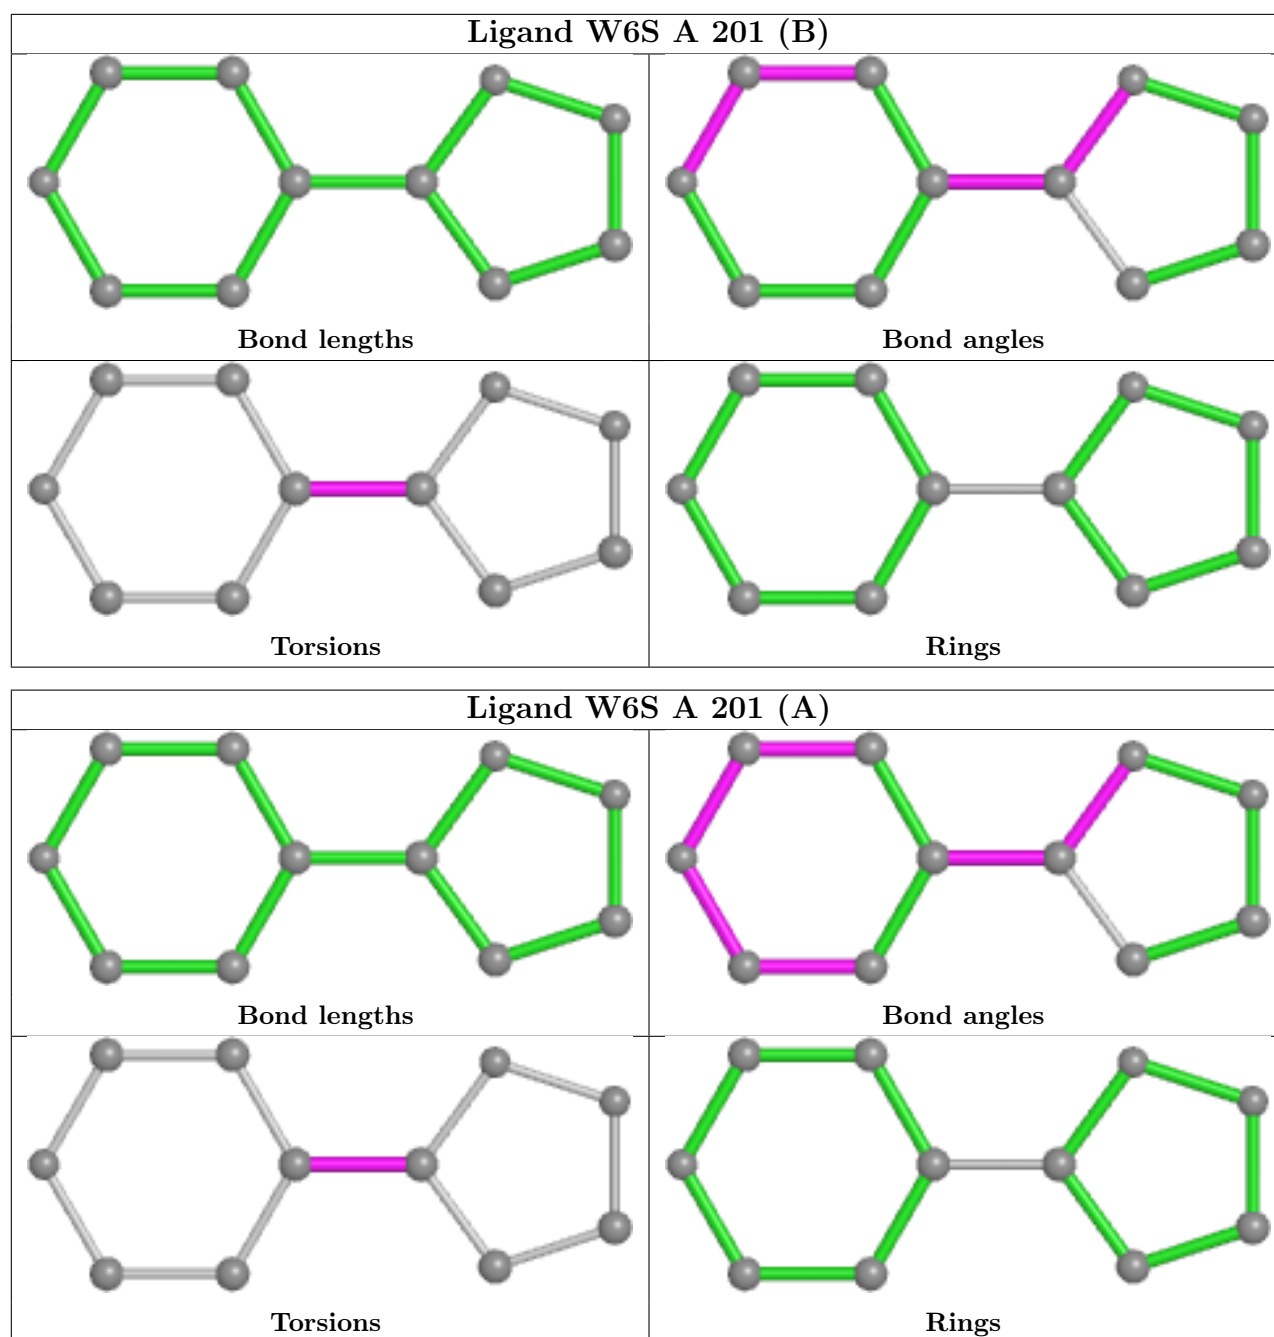 Ligand W6S A 201 (B)
Bond lengths
Bond angles
Torsions
Rings
Ligand W6S A 201 (A)
Bond lengths
Bond angles
Torsions
Rings